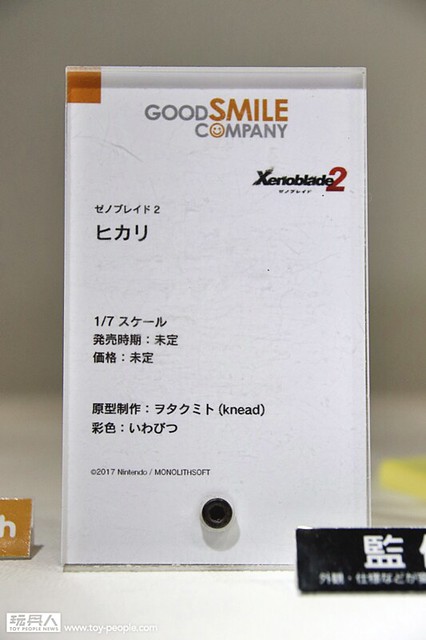 GOOD SMILE
COMPANY
Xenoblade2
ゼノブレイド
ゼノブレイド2
ヒカリ
1/7 スケール
発売時期：未定
価格：未定
原型制作：ヲタクミト(knead)
彩色：いわびつ
©2017 Nintendo / MONOLITHSOFT
h
監
外観・仕様などが
玩具人
TOY PEOPLE NEWS
www.toy-people.com